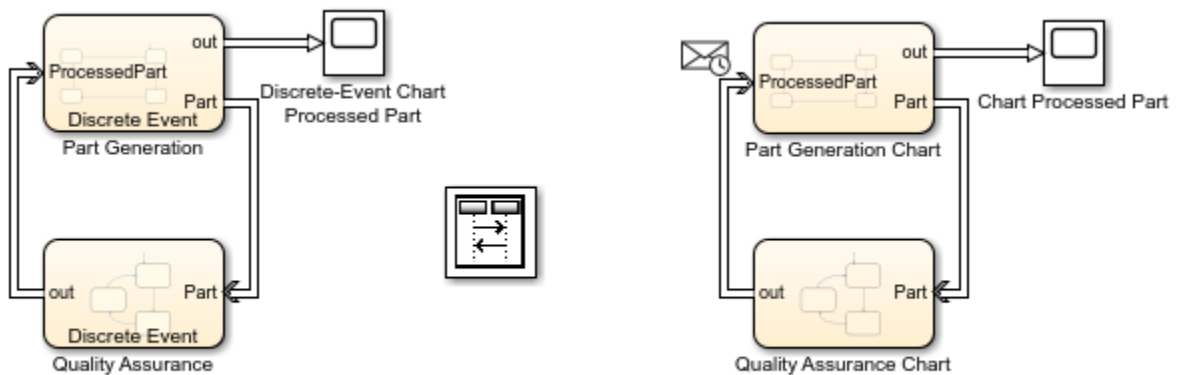 out
ProcessedPart
Part
Discrete Event
Part Generation
Discrete-Event Chart
Processed Part
out
Part
Discrete Event
Quality Assurance
out
ProcessedPart
Part
Part Generation Chart
Chart Processed Part
out
Part
Quality Assurance Chart